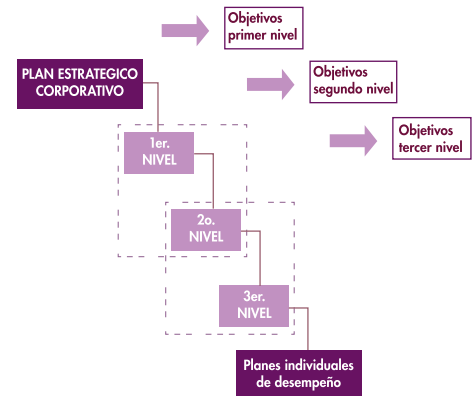 Objetivos
primer nivel
PLAN ESTRATEGICO
CORPORATIVO
Objetivos
segundo nivel
Objetivos
tercer nivel
1er.
NIVEL
2o.
NIVEL
3er.
NIVEL
Planes individuales
de desempeño